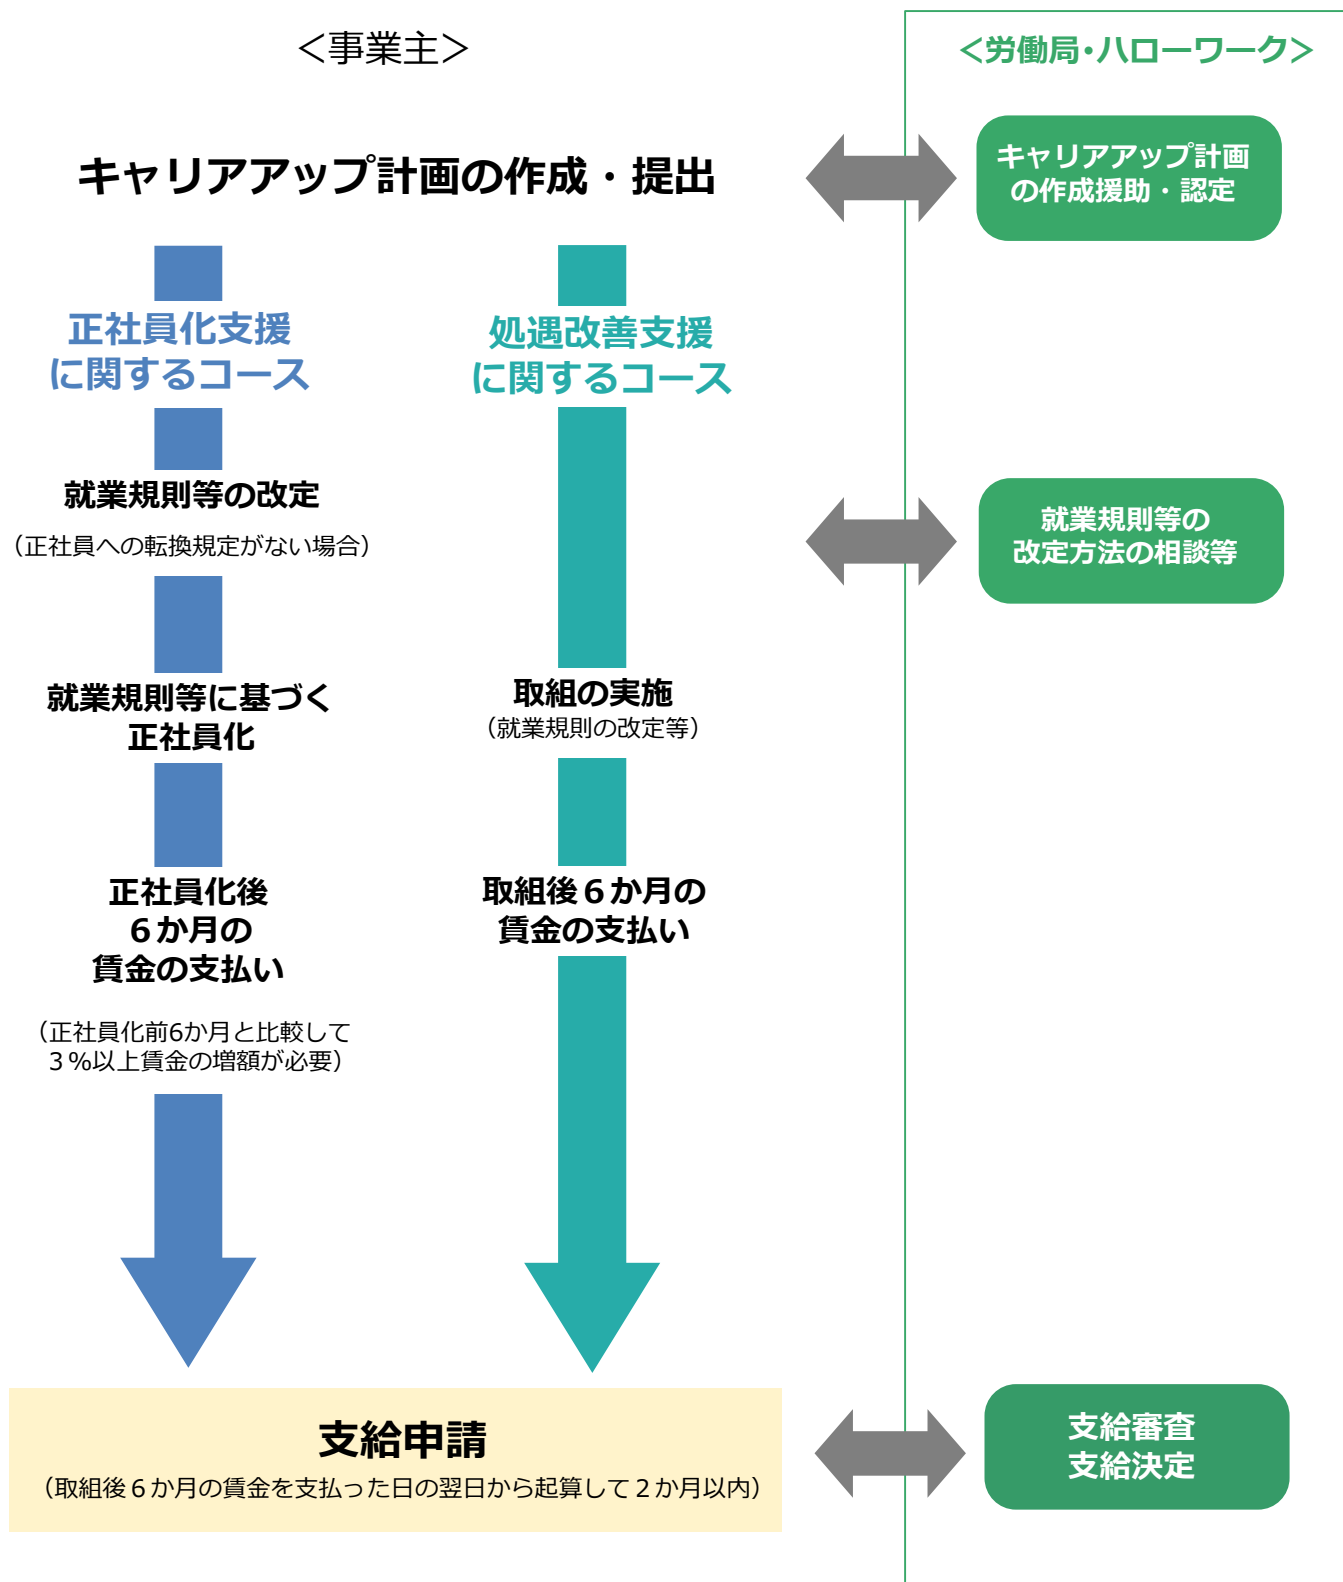 ＜事業主＞
＜労働局・ハローワーク＞
キャリアアップ計画の作成・提出
キャリアアップ計画
の作成援助・認定
正社員化支援
に関するコース
処遇改善支援
に関するコース
就業規則等の改定
（正社員への転換規定がない場合）
就業規則等の
改定方法の相談等
就業規則等に基づく
正社員化
取組の実施
（就業規則の改定等）
正社員化後
６か月の
賃金の支払い
（正社員化前6か月と比較して
３%以上賃金の増額が必要）
取組後６か月の
賃金の支払い
支給申請
（取組後６か月の賃金を支払った日の翌日から起算して２か月以内）
支給審査
支給決定